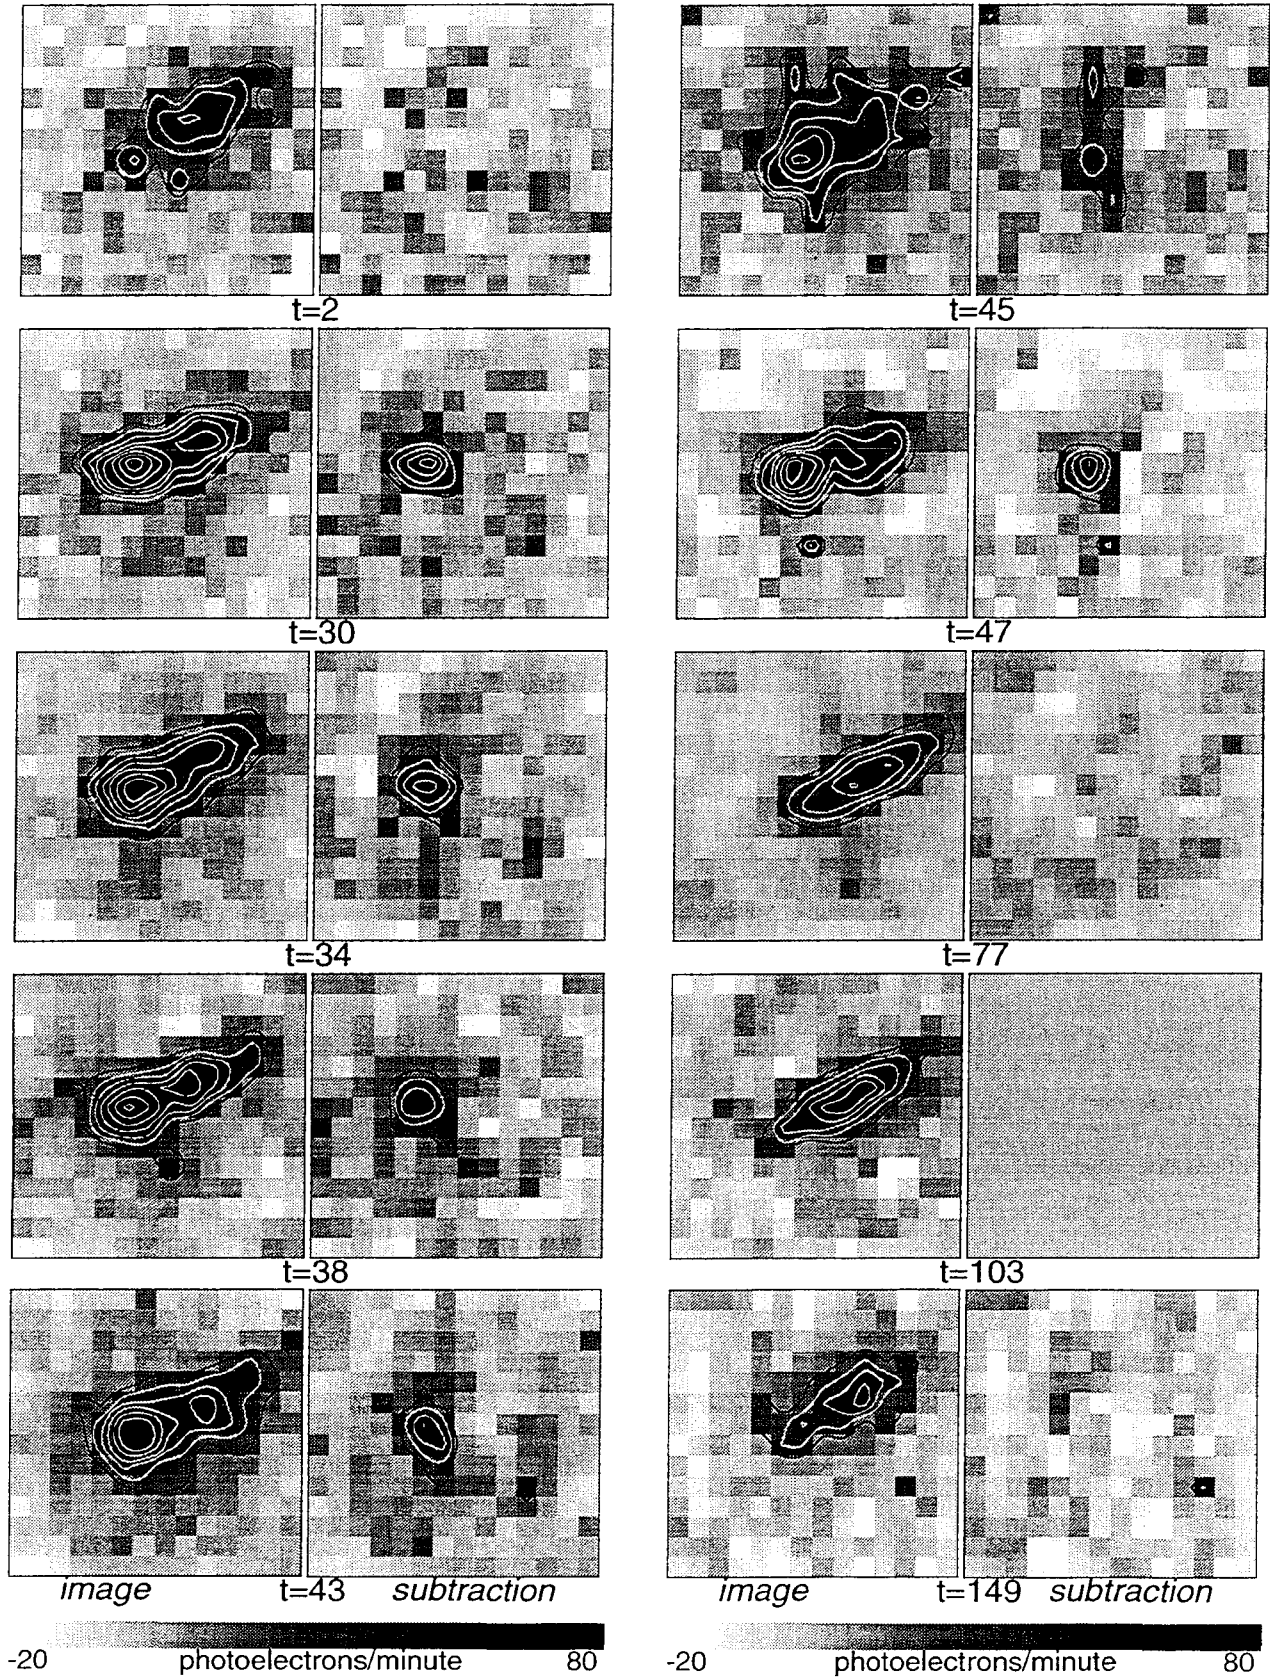 t=2
t=45
t=30
t=47
t=34
t=77
t=38
t=103
t=43
t=149
image
subtraction
image
subtraction
-20
photoelectrons/minute
80
-20
photoelectrons/minute
80